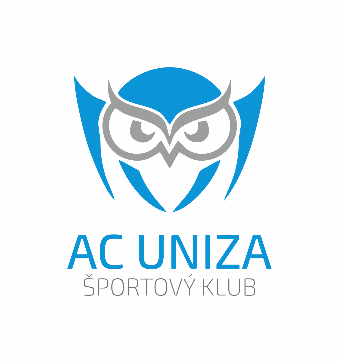 AC UNIZA
ŠPORTOVÝ KLUB